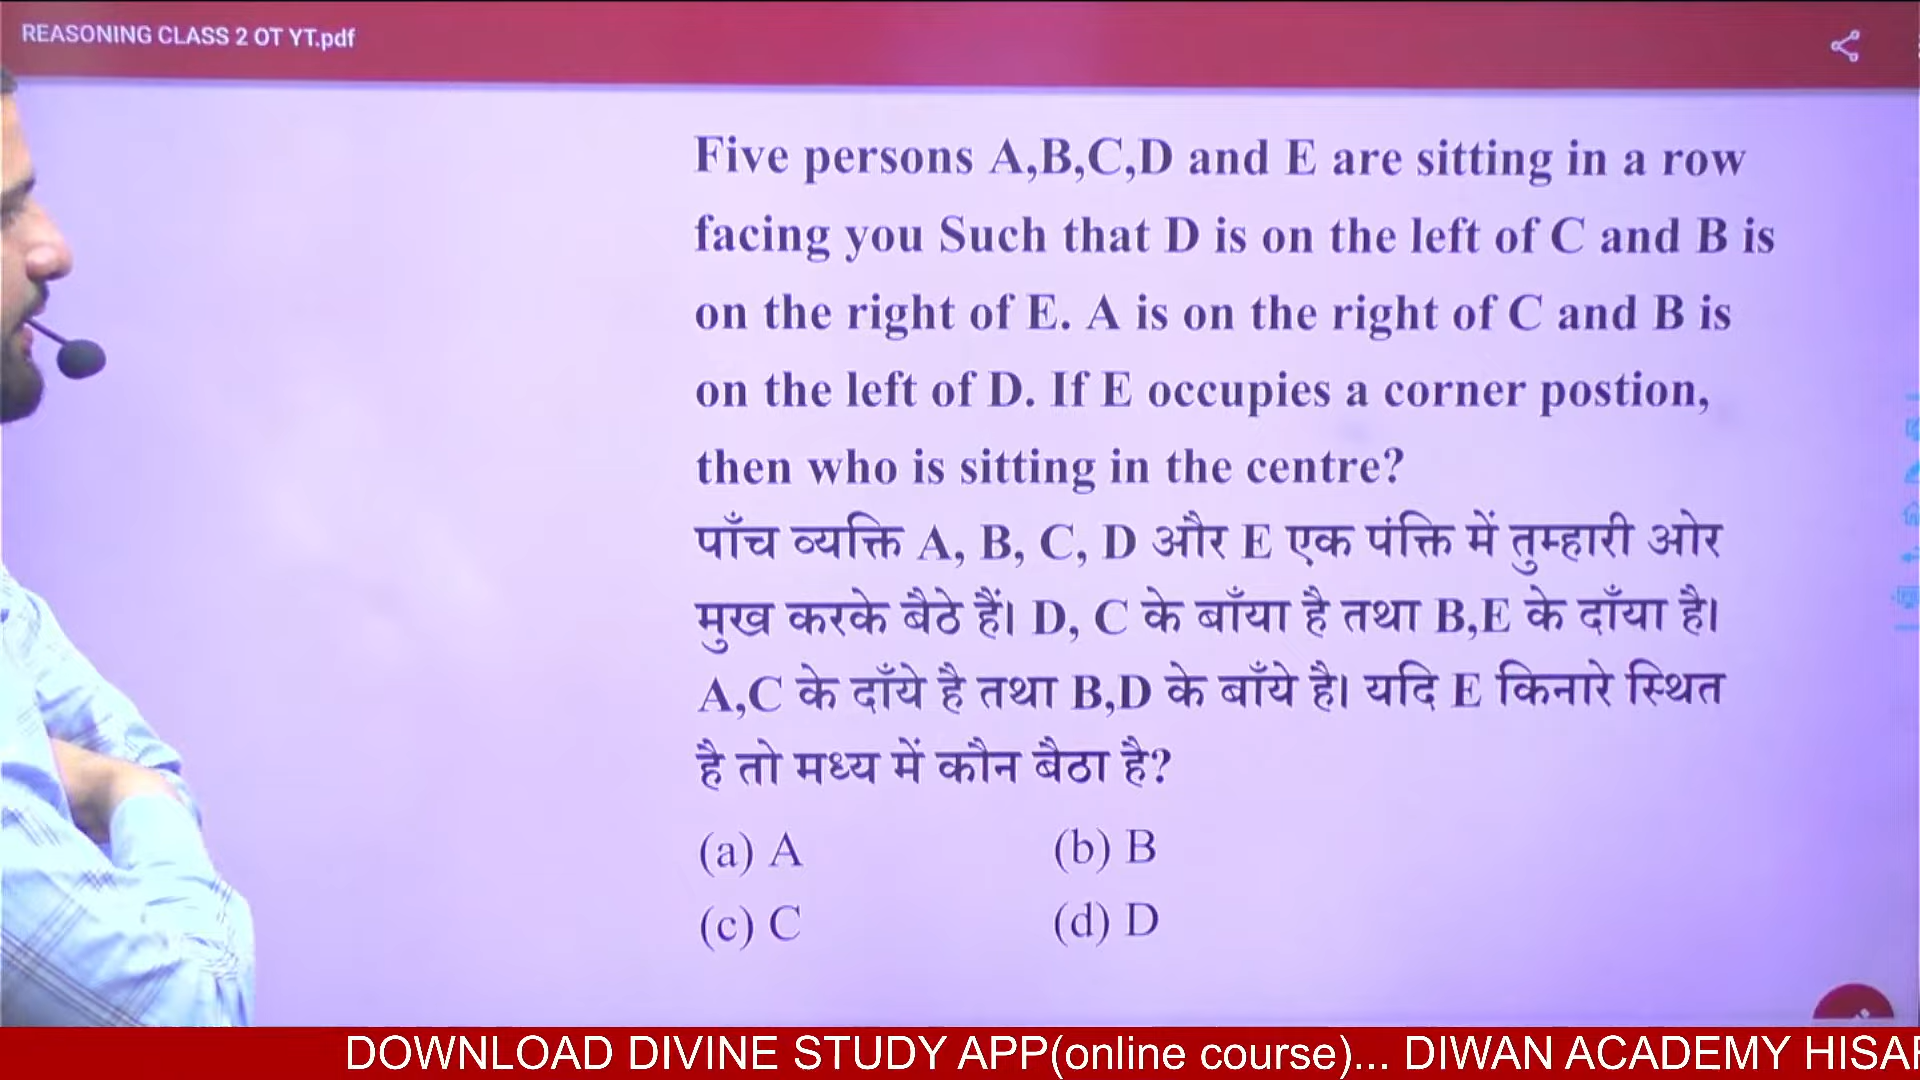 REASONING CLASS 2 OT YT.pdf
Five persons A,B,C,D and E are sitting in a row
facing you Such that D is on the left of C and B is
on the right of E. A is on the right of C and B is
on the left of D. If E occupies a corner postion,
then who is sitting in the centre?
पाँच व्यक्ति A, B, C, D और E एक पंक्ति में तुम्हारी ओर
मुख करके बैठे हैं। D, C के बाँया है तथा B,E के दाँया है।
A,C के दाँये है तथा B,D के बाँये है। यदि E किनारे स्थित
है तो मध्य में कौन बैठा है?
(a) A (b) B
(c) C (d) D
DOWNLOAD DIVINE STUDY APP(online course)... DIWAN ACADEMY HISAR